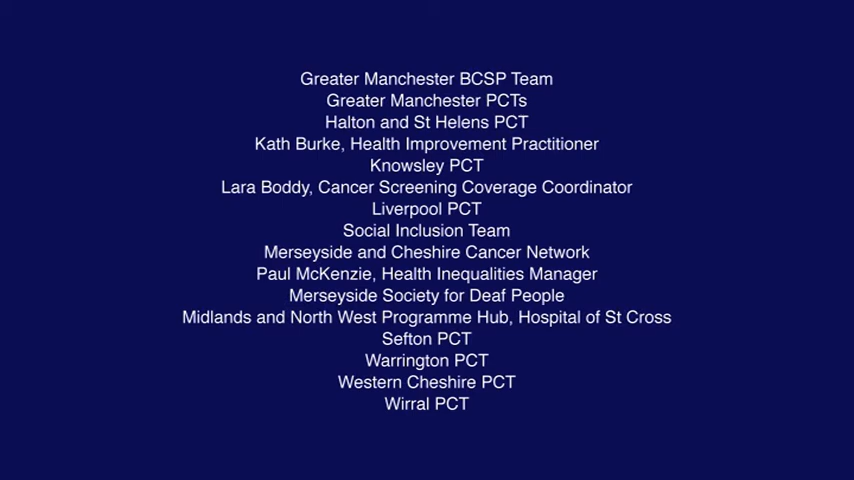 Greater Manchester BCSP Team
Greater Manchester PCTs
Halton and St Helens PCT
Kath Burke, Health Improvement Practitioner
Knowsley PCT
Lara Boddy, Cancer Screening Coverage Coordinator
Liverpool PCT
Social Inclusion Team
Merseyside and Cheshire Cancer Network
Paul McKenzie, Health Inequalities Manager
Merseyside Society for Deaf People
Midlands and North West Programme Hub, Hospital of St Cross
Sefton PCT
Warrington PCT
Western Cheshire PCT
Wirral PCT